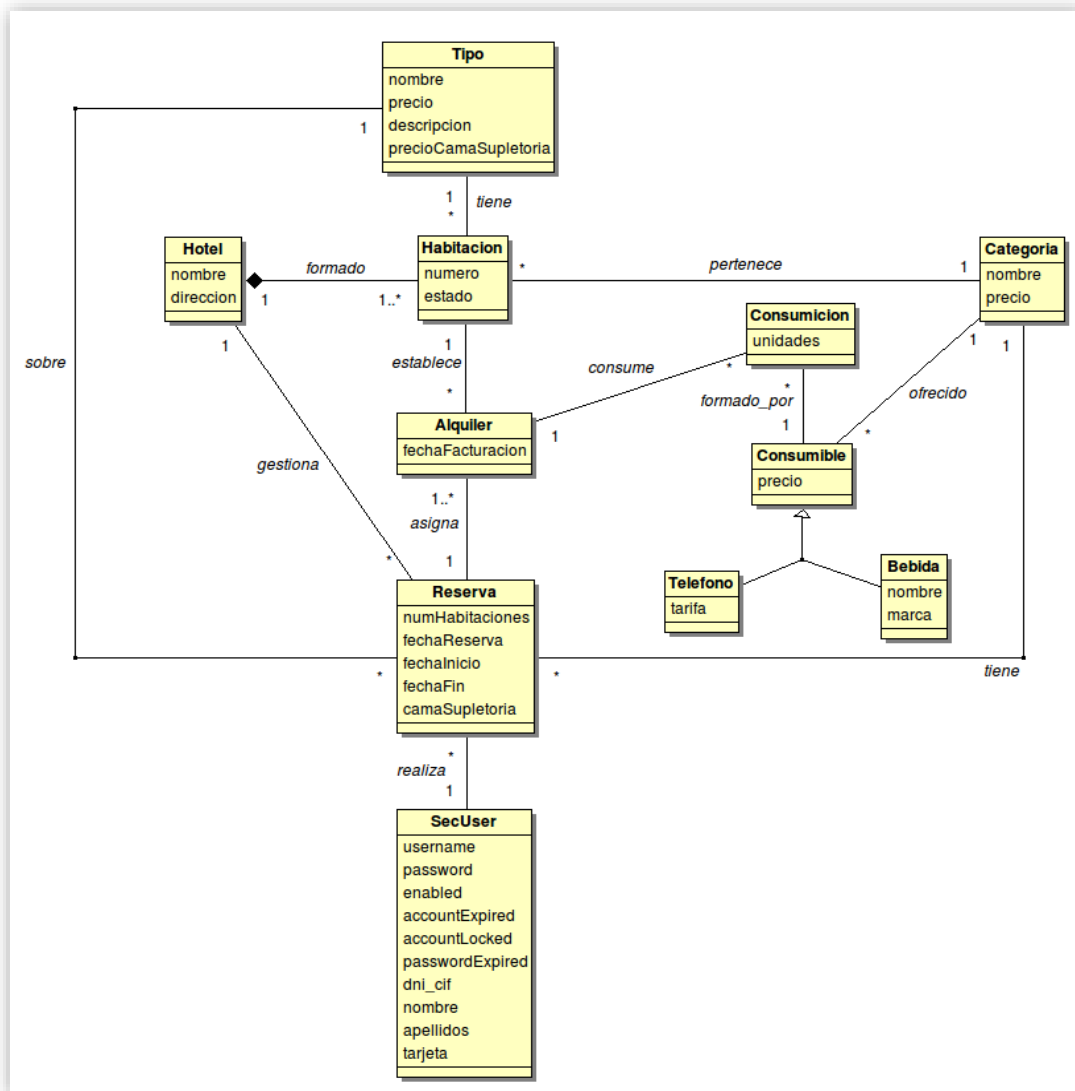 Tipo
nombre
precio
descripcion
precioCamaSupletoria
1
1
tiene
*
Hotel
nombre
direccion
formado
1
1..*
Habitacion
numero
estado
*
pertenece
1
Categoria
nombre
precio
1
1
1
establece
*
sobre
gestiona
*
Consumicion
unidades
consume
*
1
*
formado_por
1
ofrecido
*
Alquiler
fechaFacturacion
1..*
asigna
1
Consumible
precio
Telefono
tarifa
Bebida
nombre
marca
Reserva
numHabitaciones
fechaReserva
fechaInicio
fechaFin
camaSupletoria
*
*
tiene
*
realiza
1
SecUser
username
password
enabled
accountExpired
accountLocked
passwordExpired
dni_cif
nombre
apellidos
tarjeta